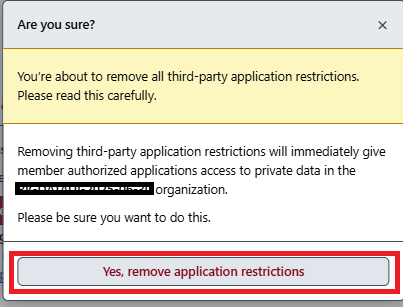 Are you sure?
You're about to remove all third-party application restrictions.
Please read this carefully.
Removing third-party application restrictions will immediately give
member authorized applications access to private data in the
organization.
Please be sure you want to do this.
Yes, remove application restrictions